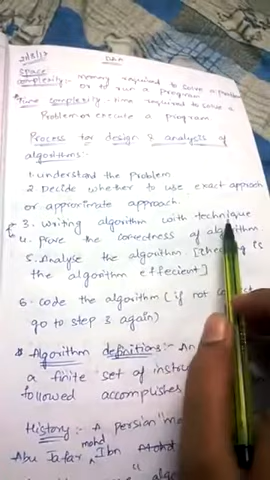 DAA
Space
complexity:- memory required to solve a problem
or to run a program
*Time complexity:- time required to solve a
Problem or execute a program
Process for design & analysis of
algorithms:-
1. understand the Problem
2 Decide whether to use exact approch
or approximate approach.
3. Writing algorithm with technique
4. Prove the correctness of algorithm
5. Analyse the algorithm is
the algorithm effecient]
6. code the algorithm (if not
go to step 3 again)
Algorithm definition:- An
a finite set of
followed accomplishes
History:- A persian
Abu Jafar mohd Ibn